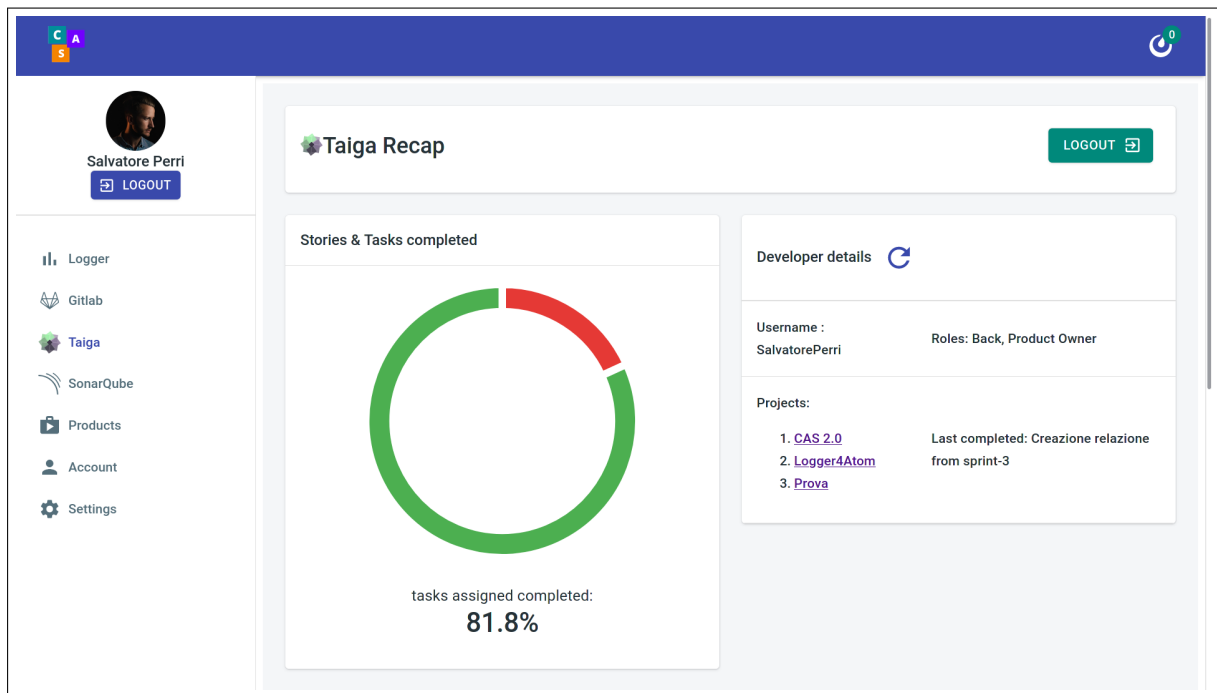 C
A
S
0
Salvatore Perri
LOGOUT
Logger
Gitlab
Taiga
SonarQube
Products
Account
Settings
Taiga Recap
LOGOUT
Stories & Tasks completed
tasks assigned completed:
81.8%
Developer details
Username :
SalvatorePerri
Roles: Back, Product Owner
Projects:
1. CAS 2.0
2. Logger4Atom
3. Prova
Last completed: Creazione relazione
from sprint-3